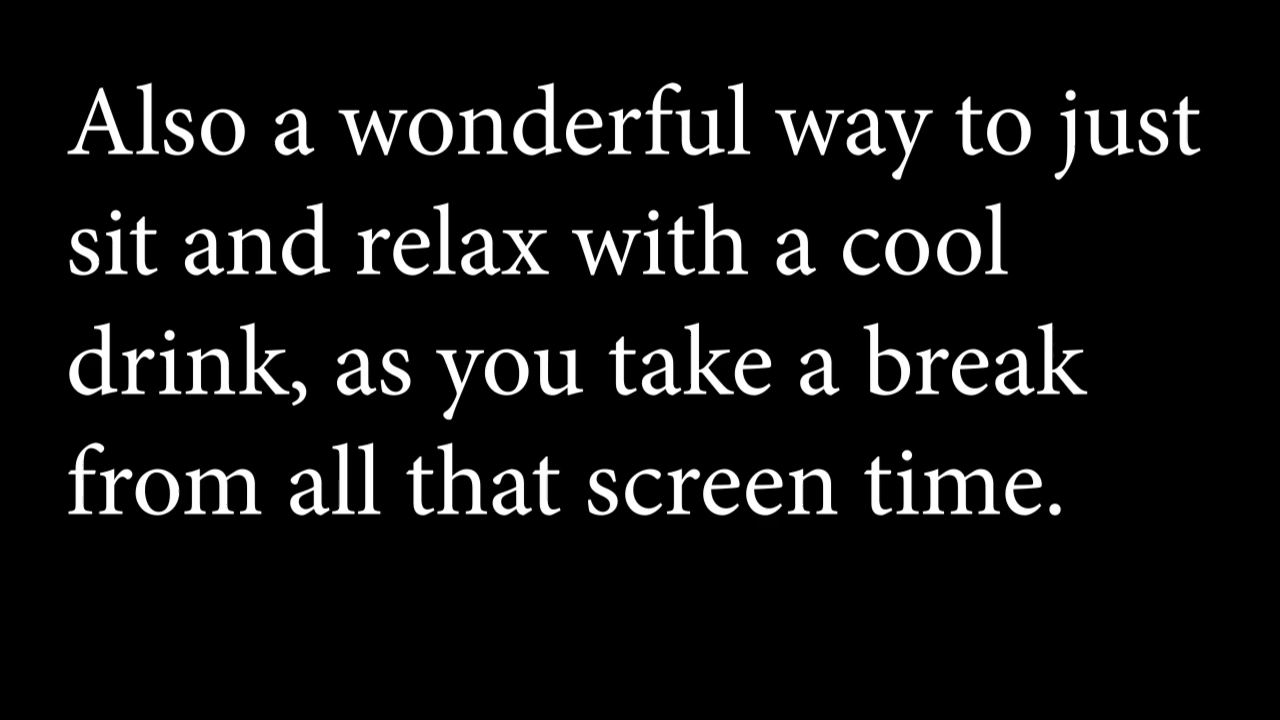 Also a wonderful way to just
sit and relax with a cool
drink, as you take a break
from all that screen time.